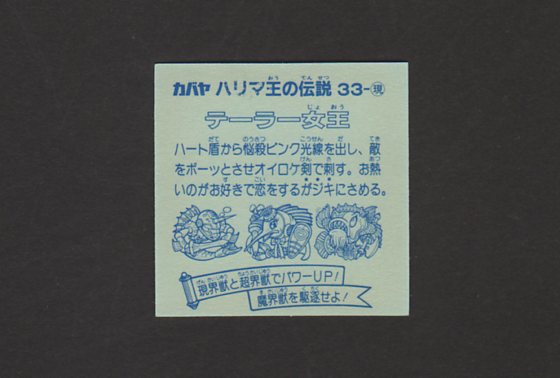 カバヤ ハリマ王の伝説 33-現
テーラー女王
ハート盾から悩殺ピンク光線を出し、敵
をボーッとさせオイロケ剣で刺す。お熱
いのがお好きで恋をするがジキにさめる。
現界獣と超界獣でパワーUP!
魔界獣を駆逐せよ!